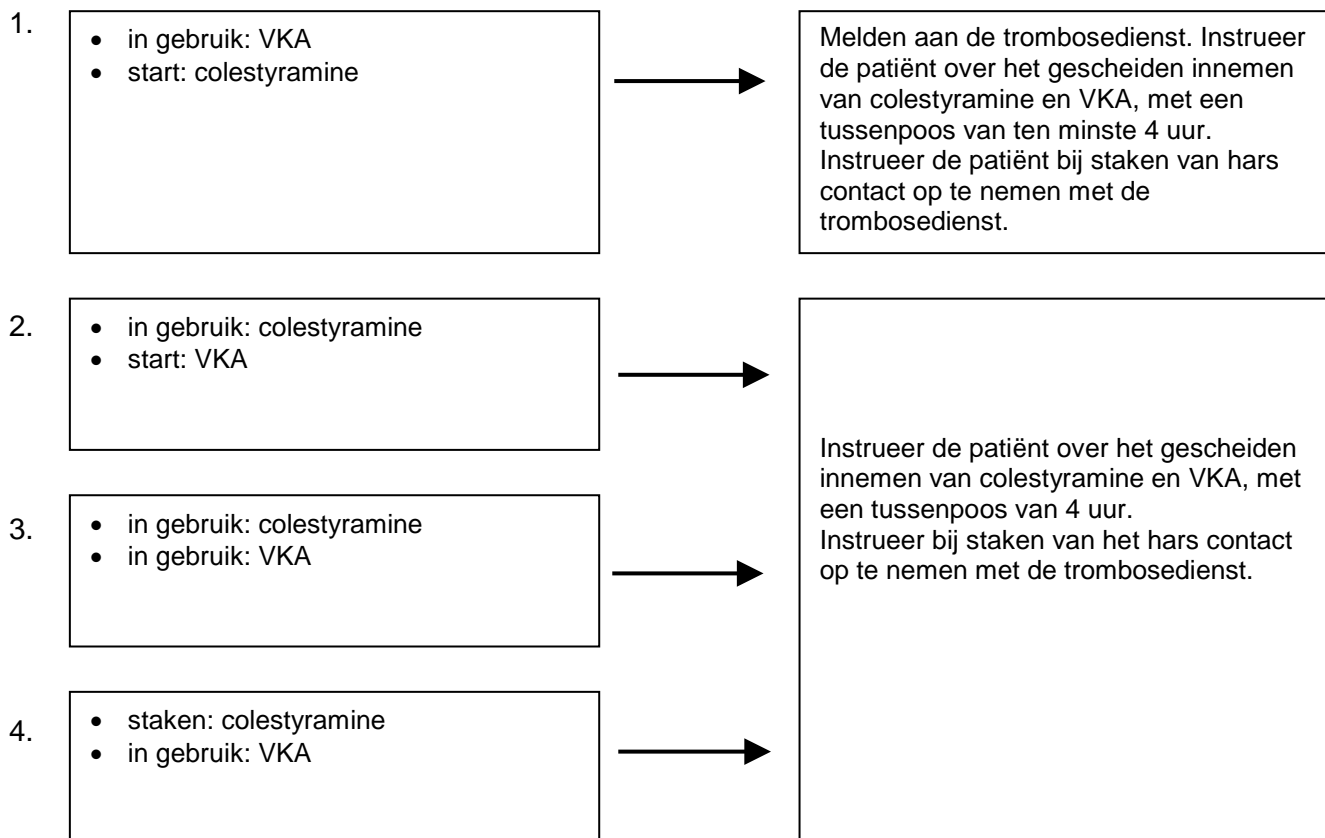 1.
• in gebruik: VKA
• start: colestyramine
Melden aan de trombosedienst. Instrueer
de patiënt over het gescheiden innemen
van colestyramine en VKA, met een
tussenpoos van ten minste 4 uur.
Instrueer de patiënt bij staken van hars
contact op te nemen met de
trombosedienst.
2.
• in gebruik: colestyramine
• start: VKA
3.
• in gebruik: colestyramine
• in gebruik: VKA
4.
• staken: colestyramine
• in gebruik: VKA
Instrueer de patiënt over het gescheiden
innemen van colestyramine en VKA, met
een tussenpoos van 4 uur.
Instrueer bij staken van het hars contact
op te nemen met de trombosedienst.